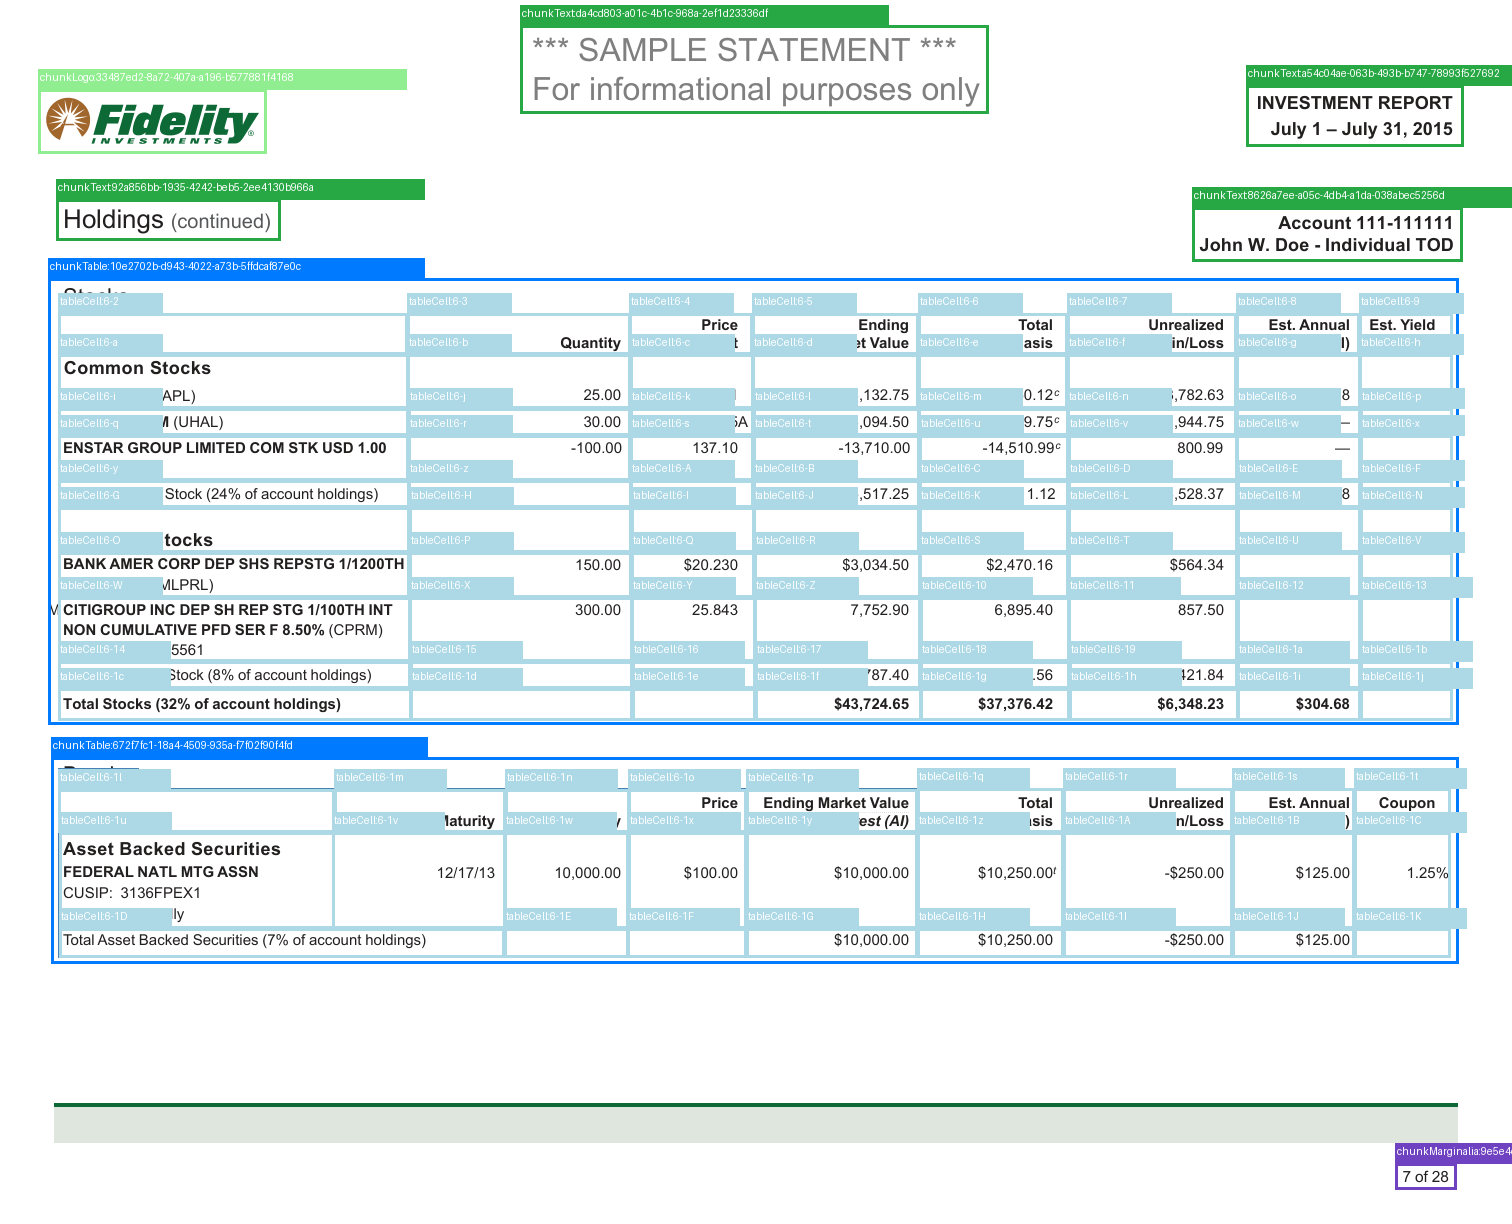 chunkText:da4cd803-a01c-4b1c-968a-2ef1d23336df
*** SAMPLE STATEMENT ***
For informational purposes only
chunkLogo:33487ed2-8a72-407a-a196-b577881f4168
Fidelity
INVESTMENTS
chunkText:a54c04ae-063b-493b-b747-78993f527692
INVESTMENT REPORT
July 1 – July 31, 2015
chunkText:92a856bb-1935-4242-beb5-2ee4130b966a
Holdings (continued)
chunkText:8626a7ee-a05c-4db4-a1da-038abec5256d
Account 111-111111
John W. Doe - Individual TOD
chunkTable:10e2702b-d943-4022-a73b-5ffdcaf87e0c
tableCell:6-2 tableCell:6-3 tableCell:6-4 tableCell:6-5 tableCell:6-6 tableCell:6-7 tableCell:6-8 tableCell:6-9
Price Ending Total Unrealized Est. Annual Est. Yield
tableCell:6-a tableCell:6-b Quantity tableCell:6-c tableCell:6-d et Value tableCell:6-e asis tableCell:6-f in/Loss tableCell:6-g tableCell:6-h
Common Stocks
tableCell:6-i APL) tableCell:6-j 25.00 tableCell:6-k tableCell:6-l ,132.75 tableCell:6-m 0.12c tableCell:6-n ,782.63 tableCell:6-o 8 tableCell:6-p
tableCell:6-q M (UHAL) tableCell:6-r 30.00 tableCell:6-s 5A tableCell:6-t ,094.50 tableCell:6-u 9.75c tableCell:6-v ,944.75 tableCell:6-w — tableCell:6-x
ENSTAR GROUP LIMITED COM STK USD 1.00 -100.00 137.10 -13,710.00 -14,510.99c 800.99 —
tableCell:6-y tableCell:6-z tableCell:6-A tableCell:6-B tableCell:6-C tableCell:6-D tableCell:6-E tableCell:6-F
tableCell:6-G Stock (24% of account holdings) tableCell:6-H tableCell:6-I tableCell:6-J ,517.25 tableCell:6-K 1.12 tableCell:6-L ,528.37 tableCell:6-M 8 tableCell:6-N
tableCell:6-O tocks tableCell:6-P tableCell:6-Q tableCell:6-R tableCell:6-S tableCell:6-T tableCell:6-U tableCell:6-V
BANK AMER CORP DEP SHS REPSTG 1/1200TH 150.00 $20.230 $3,034.50 $2,470.16 $564.34
tableCell:6-W MLPRL) tableCell:6-X tableCell:6-Y tableCell:6-Z tableCell:6-10 tableCell:6-11 tableCell:6-12 tableCell:6-13
CITIGROUP INC DEP SH REP STG 1/100TH INT 300.00 25.843 7,752.90 6,895.40 857.50
NON CUMULATIVE PFD SER F 8.50% (CPRM)
tableCell:6-14 5561 tableCell:6-15 tableCell:6-16 tableCell:6-17 tableCell:6-18 tableCell:6-19 tableCell:6-1a tableCell:6-1b
tableCell:6-1c Stock (8% of account holdings) tableCell:6-1d tableCell:6-1e tableCell:6-1f 787.40 tableCell:6-1g .56 tableCell:6-1h 421.84 tableCell:6-1i tableCell:6-1j
Total Stocks (32% of account holdings) $43,724.65 $37,376.42 $6,348.23 $304.68
chunkTable:672f7fc1-18a4-4509-935a-f7f02f90f4fd
tableCell:6-1l tableCell:6-1m tableCell:6-1n tableCell:6-1o tableCell:6-1p tableCell:6-1q tableCell:6-1r tableCell:6-1s tableCell:6-1t
Price Ending Market Value Total Unrealized Est. Annual Coupon
tableCell:6-1u tableCell:6-1v Maturity tableCell:6-1w tableCell:6-1x tableCell:6-1y est (AI) tableCell:6-1z asis tableCell:6-1A n/Loss tableCell:6-1B ) tableCell:6-1C
Asset Backed Securities
FEDERAL NATL MTG ASSN 12/17/13 10,000.00 $100.00 $10,000.00 $10,250.00t -$250.00 $125.00 1.25%
CUSIP: 3136FPEX1
tableCell:6-1D lly tableCell:6-1E tableCell:6-1F tableCell:6-1G tableCell:6-1H tableCell:6-1I tableCell:6-1J tableCell:6-1K
Total Asset Backed Securities (7% of account holdings) $10,000.00 $10,250.00 -$250.00 $125.00
chunkMarginalia:9e5e4
7 of 28